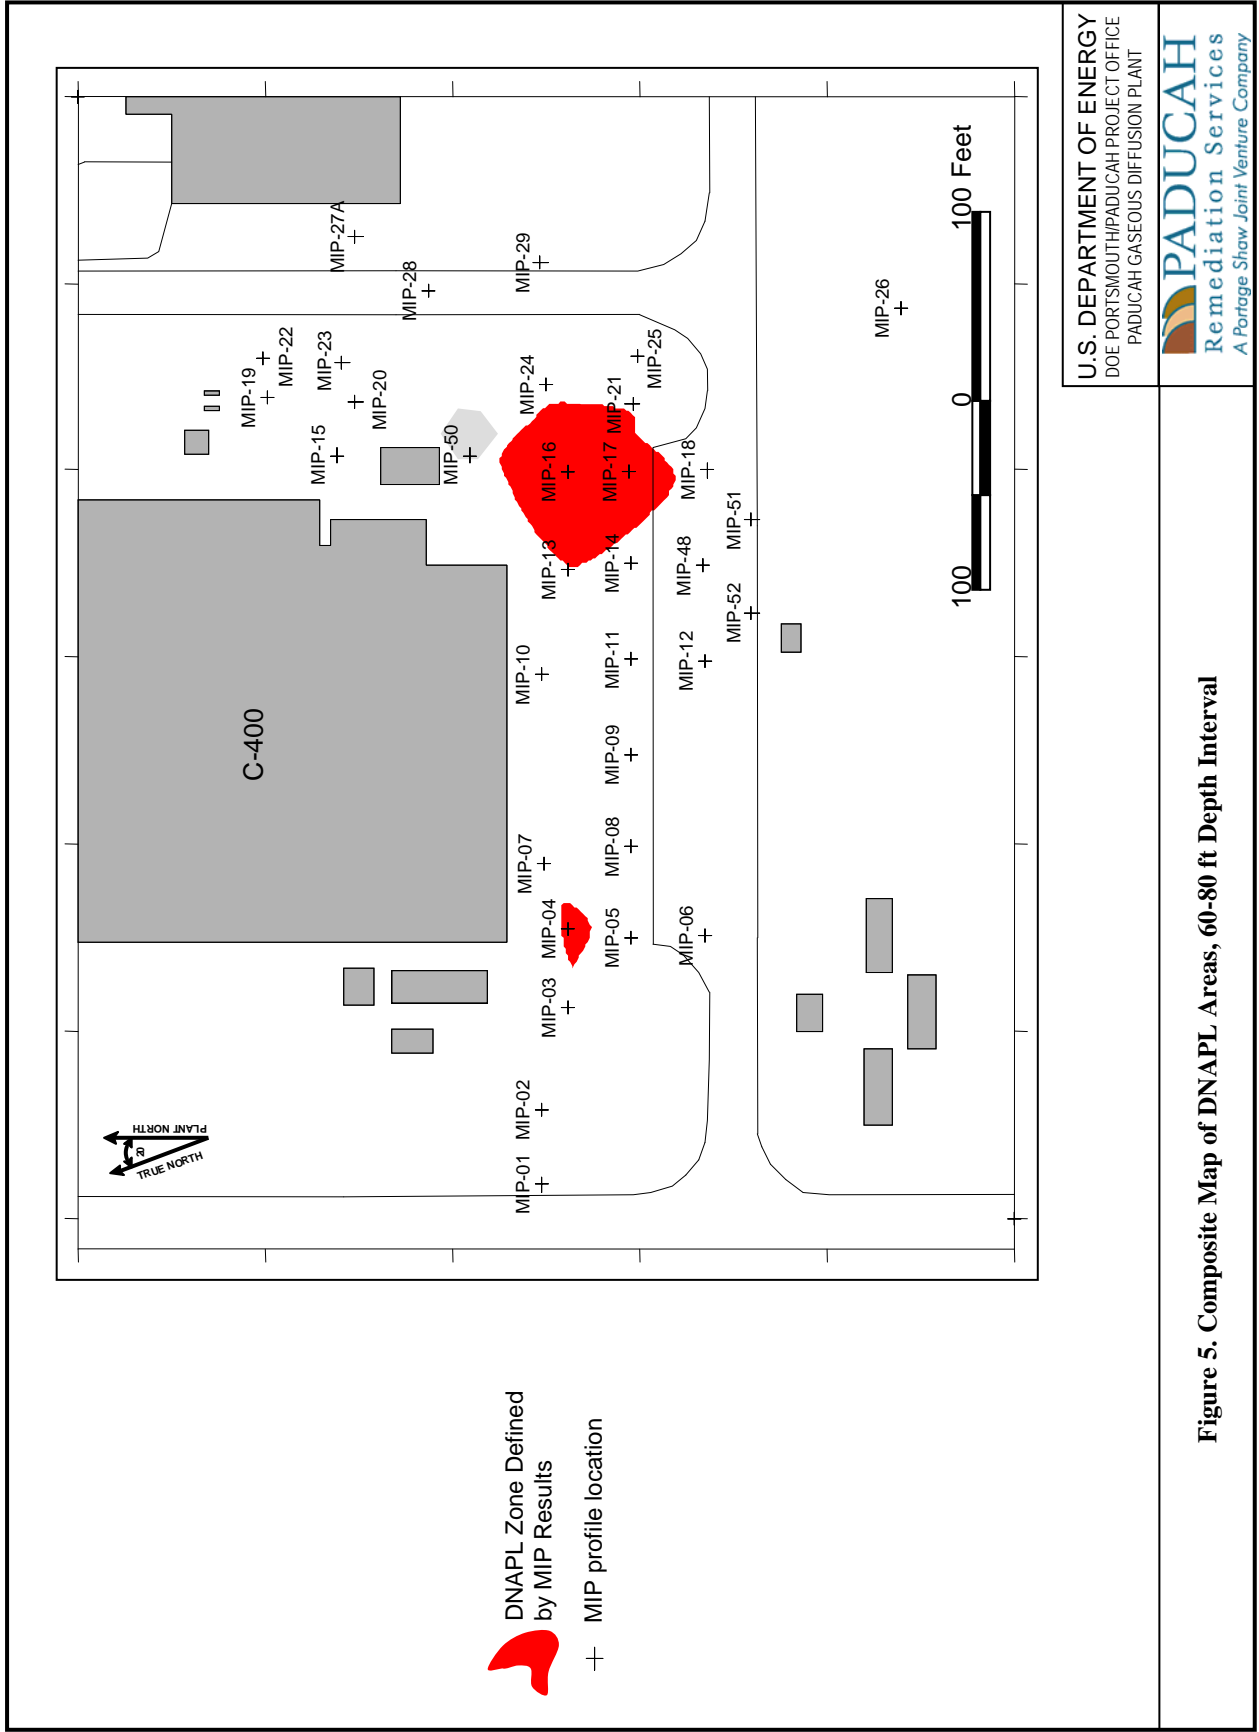 C-400
MIP-01
MIP-02
MIP-03
MIP-04
MIP-05
MIP-06
MIP-07
MIP-08
MIP-09
MIP-10
MIP-11
MIP-12
MIP-13
MIP-14
MIP-48
MIP-52
MIP-51
MIP-15
MIP-50
MIP-16
MIP-17
MIP-18
MIP-19
MIP-22
MIP-23
MIP-20
MIP-24
MIP-21
MIP-25
MIP-27A
MIP-28
MIP-29
MIP-26
TRUE NORTH
20
PLANT NORTH
100 0 100 Feet
DNAPL Zone Defined
by MIP Results
MIP profile location
U.S. DEPARTMENT OF ENERGY
DOE PORTSMOUTH/PADUCAH PROJECT OFFICE
PADUCAH GASEOUS DIFFUSION PLANT
PADUCAH
Remediation Services
A Portage Shaw Joint Venture Company
Figure 5. Composite Map of DNAPL Areas, 60-80 ft Depth Interval